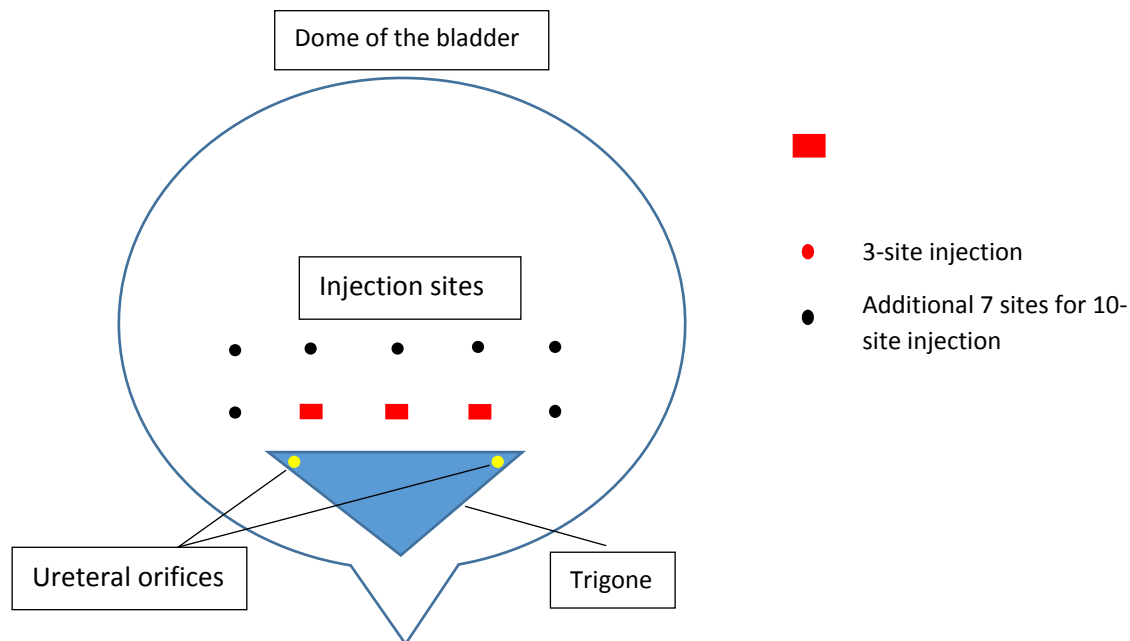 Dome of the bladder
Injection sites
3-site injection
Additional 7 sites for 10-
site injection
Ureteral orifices
Trigone